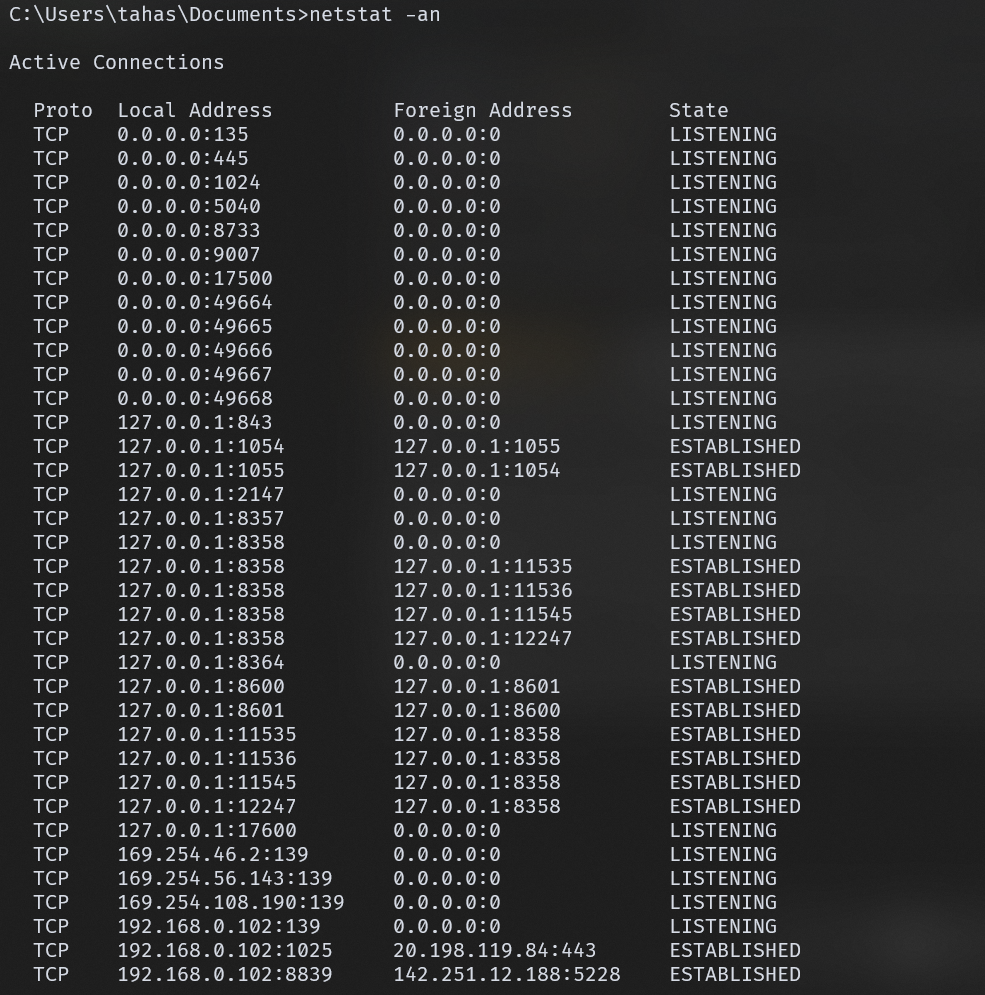 C:\Users\tahas\Documents>netstat -an
Active Connections
Proto  Local Address          Foreign Address        State
TCP    0.0.0.0:135            0.0.0.0:0              LISTENING
TCP    0.0.0.0:445            0.0.0.0:0              LISTENING
TCP    0.0.0.0:1024           0.0.0.0:0              LISTENING
TCP    0.0.0.0:5040           0.0.0.0:0              LISTENING
TCP    0.0.0.0:8733           0.0.0.0:0              LISTENING
TCP    0.0.0.0:9007           0.0.0.0:0              LISTENING
TCP    0.0.0.0:17500          0.0.0.0:0              LISTENING
TCP    0.0.0.0:49664          0.0.0.0:0              LISTENING
TCP    0.0.0.0:49665          0.0.0.0:0              LISTENING
TCP    0.0.0.0:49666          0.0.0.0:0              LISTENING
TCP    0.0.0.0:49667          0.0.0.0:0              LISTENING
TCP    0.0.0.0:49668          0.0.0.0:0              LISTENING
TCP    127.0.0.1:843          0.0.0.0:0              LISTENING
TCP    127.0.0.1:1054         127.0.0.1:1055         ESTABLISHED
TCP    127.0.0.1:1055         127.0.0.1:1054         ESTABLISHED
TCP    127.0.0.1:2147         0.0.0.0:0              LISTENING
TCP    127.0.0.1:8357         0.0.0.0:0              LISTENING
TCP    127.0.0.1:8358         0.0.0.0:0              LISTENING
TCP    127.0.0.1:8358         127.0.0.1:11535        ESTABLISHED
TCP    127.0.0.1:8358         127.0.0.1:11536        ESTABLISHED
TCP    127.0.0.1:8358         127.0.0.1:11545        ESTABLISHED
TCP    127.0.0.1:8358         127.0.0.1:12247        ESTABLISHED
TCP    127.0.0.1:8364         0.0.0.0:0              LISTENING
TCP    127.0.0.1:8600         127.0.0.1:8601         ESTABLISHED
TCP    127.0.0.1:8601         127.0.0.1:8600         ESTABLISHED
TCP    127.0.0.1:11535        127.0.0.1:8358         ESTABLISHED
TCP    127.0.0.1:11536        127.0.0.1:8358         ESTABLISHED
TCP    127.0.0.1:11545        127.0.0.1:8358         ESTABLISHED
TCP    127.0.0.1:12247        127.0.0.1:8358         ESTABLISHED
TCP    127.0.0.1:17600        0.0.0.0:0              LISTENING
TCP    169.254.46.2:139       0.0.0.0:0              LISTENING
TCP    169.254.56.143:139     0.0.0.0:0              LISTENING
TCP    169.254.108.190:139    0.0.0.0:0              LISTENING
TCP    192.168.0.102:139      0.0.0.0:0              LISTENING
TCP    192.168.0.102:1025     20.198.119.84:443      ESTABLISHED
TCP    192.168.0.102:8839     142.251.12.188:5228    ESTABLISHED